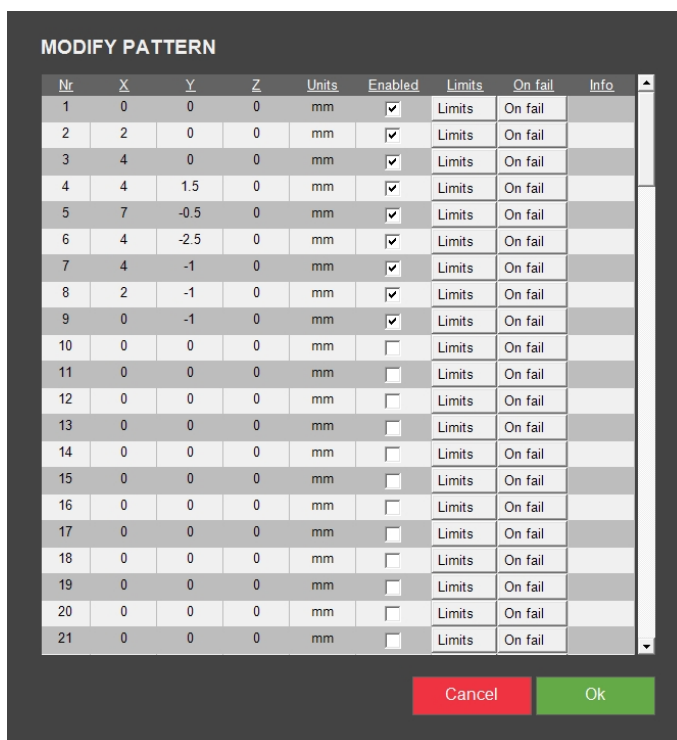 MODIFY PATTERN
Nr X Y Z Units Enabled Limits On fail Info
1 0 0 0 mm Limits On fail
2 2 0 0 mm Limits On fail
3 4 0 0 mm Limits On fail
4 4 1.5 0 mm Limits On fail
5 7 -0.5 0 mm Limits On fail
6 4 -2.5 0 mm Limits On fail
7 4 -1 0 mm Limits On fail
8 2 -1 0 mm Limits On fail
9 0 -1 0 mm Limits On fail
10 0 0 0 mm Limits On fail
11 0 0 0 mm Limits On fail
12 0 0 0 mm Limits On fail
13 0 0 0 mm Limits On fail
14 0 0 0 mm Limits On fail
15 0 0 0 mm Limits On fail
16 0 0 0 mm Limits On fail
17 0 0 0 mm Limits On fail
18 0 0 0 mm Limits On fail
19 0 0 0 mm Limits On fail
20 0 0 0 mm Limits On fail
21 0 0 0 mm Limits On fail
Cancel Ok